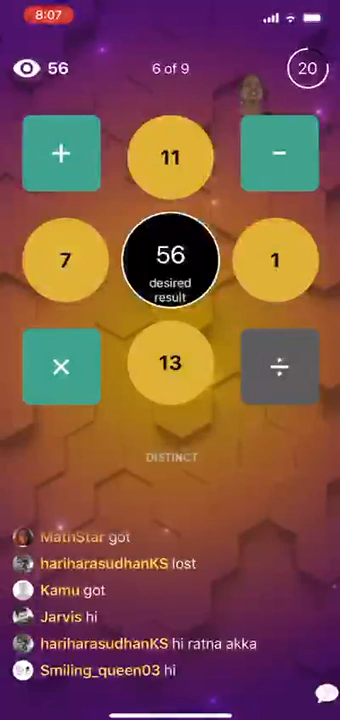 8:07
56
6 of 9
20
+
11
−
7
56
desired
result
1
×
13
÷
DISTINCT
MathStar got
hariharasudhanKS lost
Kamu got
Jarvis hi
hariharasudhanKS hi ratna akka
Smiling_queen03 hi